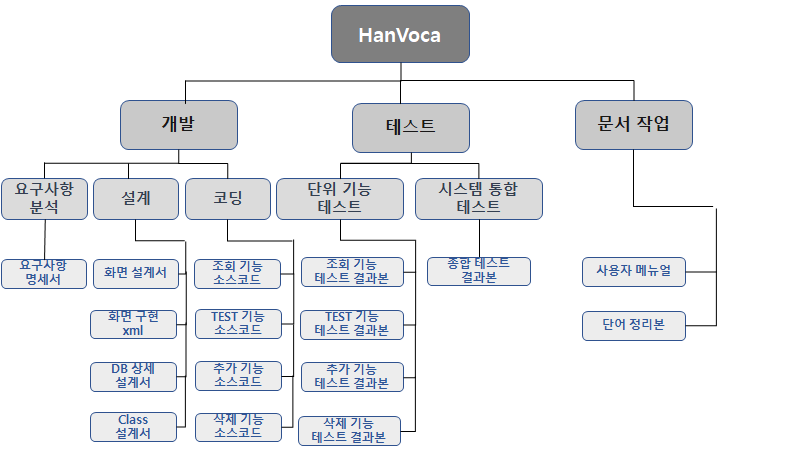 HanVoca
개발
테스트
문서 작업
요구사항
분석
설계
코딩
단위 기능
테스트
시스템 통합
테스트
요구사항
명세서
화면 설계서
조회 기능
소스코드
조회 기능
테스트 결과본
종합 테스트
결과본
사용자 메뉴얼
화면 구현
xml
TEST 기능
소스코드
TEST 기능
테스트 결과본
단어 정리본
DB 상세
설계서
추가 기능
소스코드
추가 기능
테스트 결과본
Class
설계서
삭제 기능
소스코드
삭제 기능
테스트 결과본